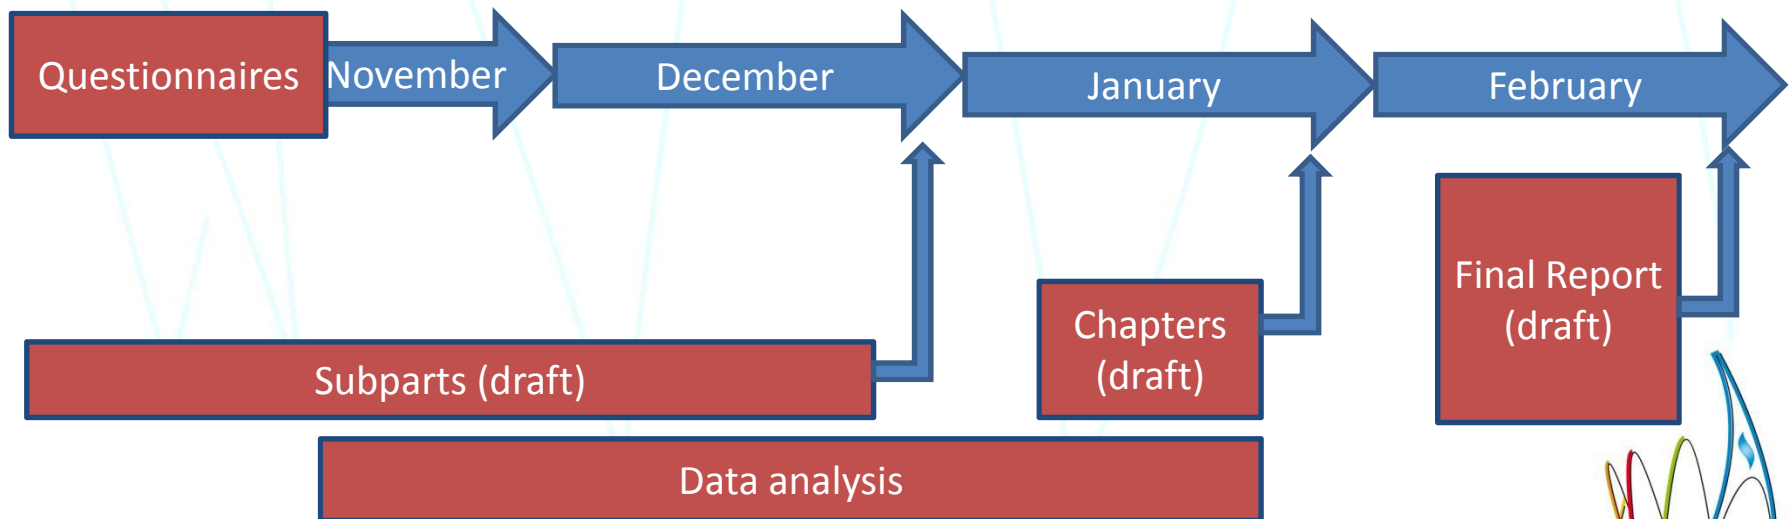 Questionnaires
November
December
January
February
Subparts (draft)
Chapters
(draft)
Final Report
(draft)
Data analysis